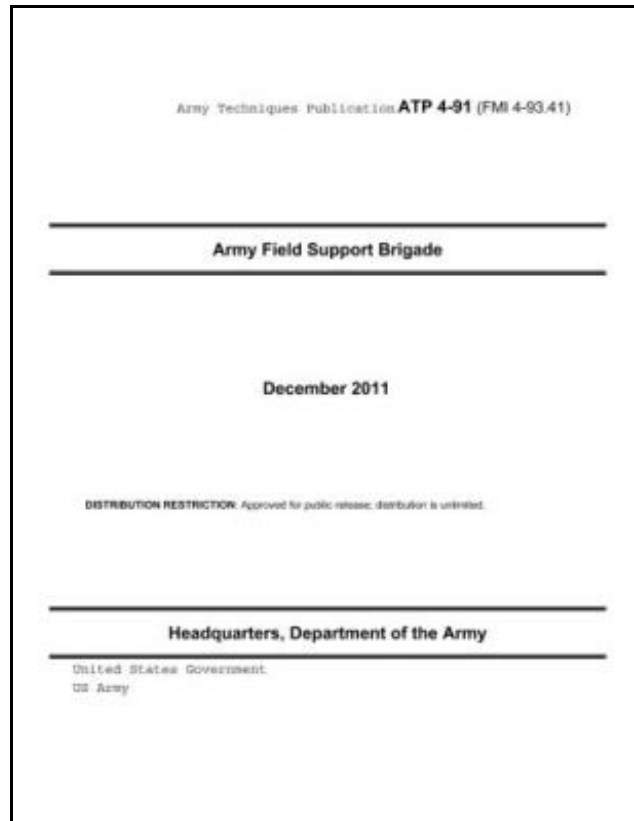 Army Techniques Publication ATP 4-91 (FMI 4-93.41)
Army Field Support Brigade
December 2011
DISTRIBUTION RESTRICTION: Approved for public release; distribution is unlimited.
Headquarters, Department of the Army
United States Government
US Army